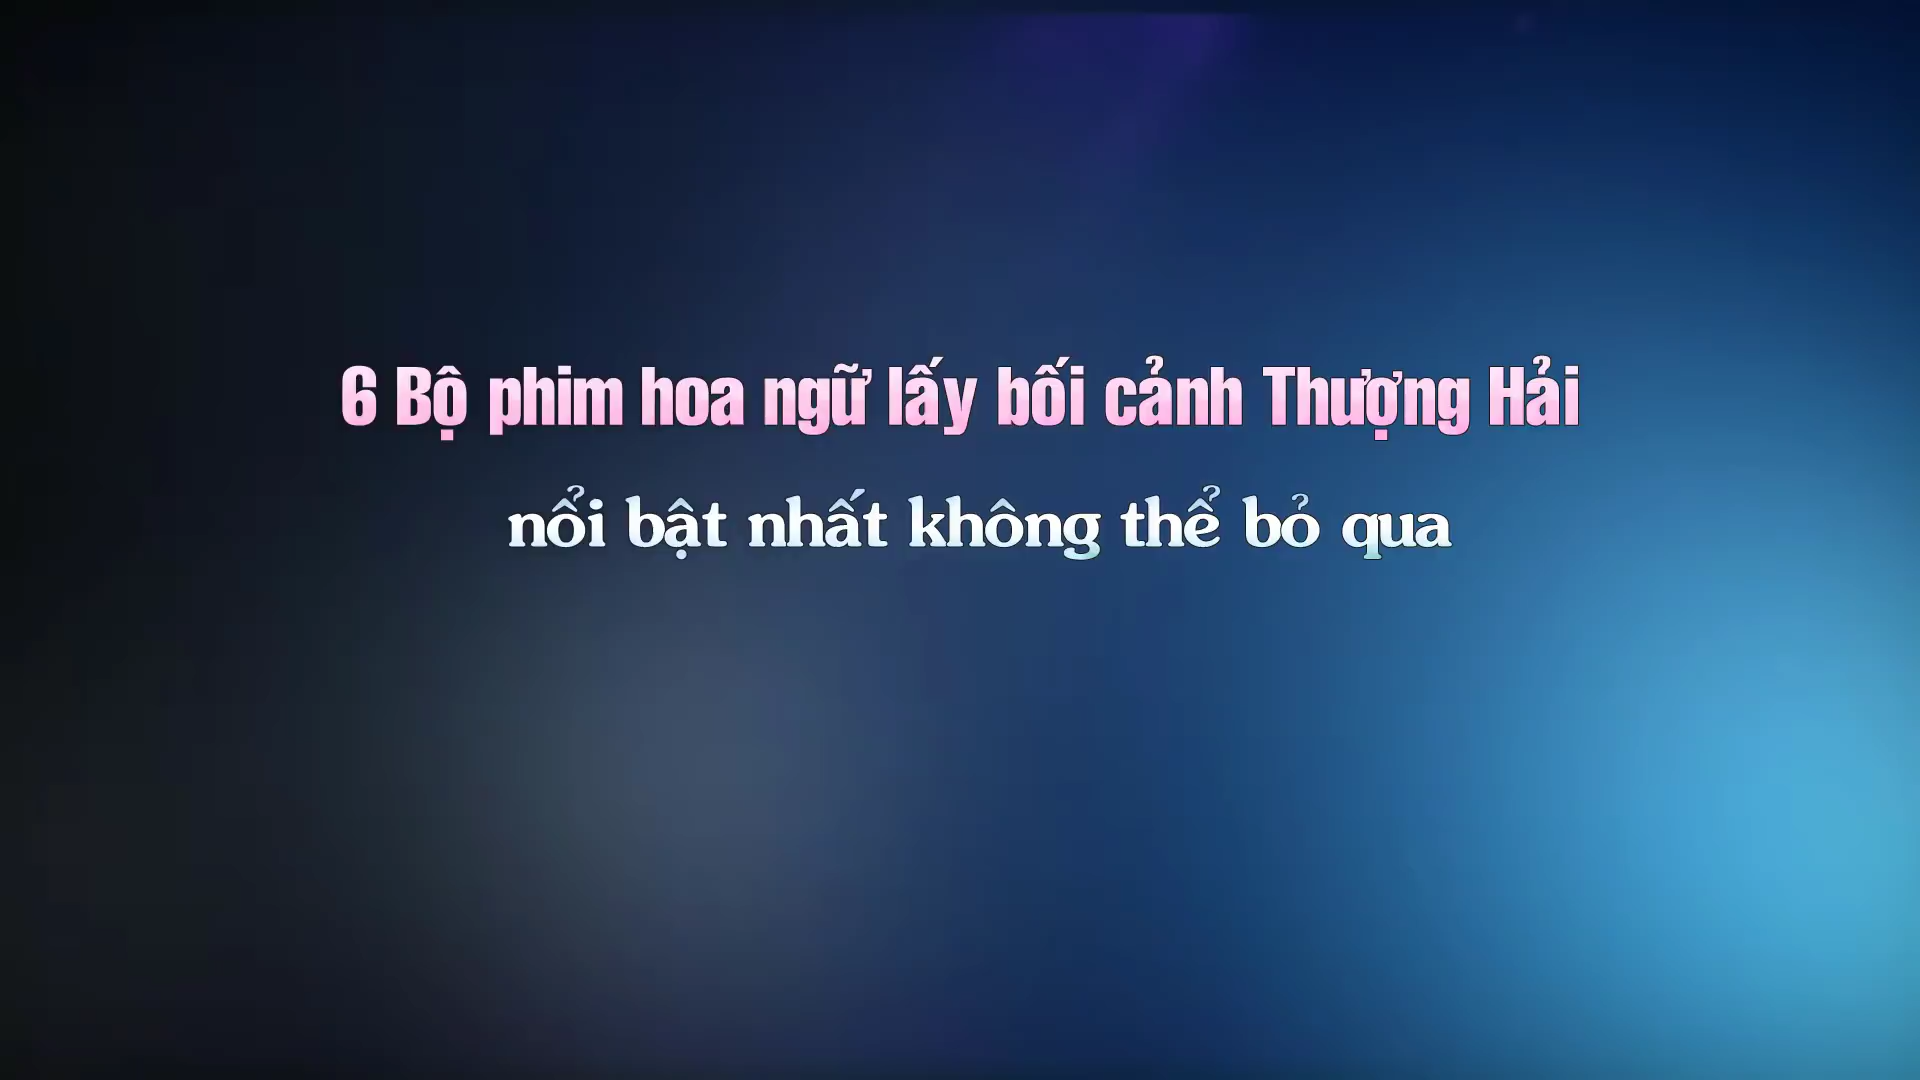 6 Bộ phim hoa ngữ lấy bối cảnh Thượng Hải
nổi bật nhất không thể bỏ qua